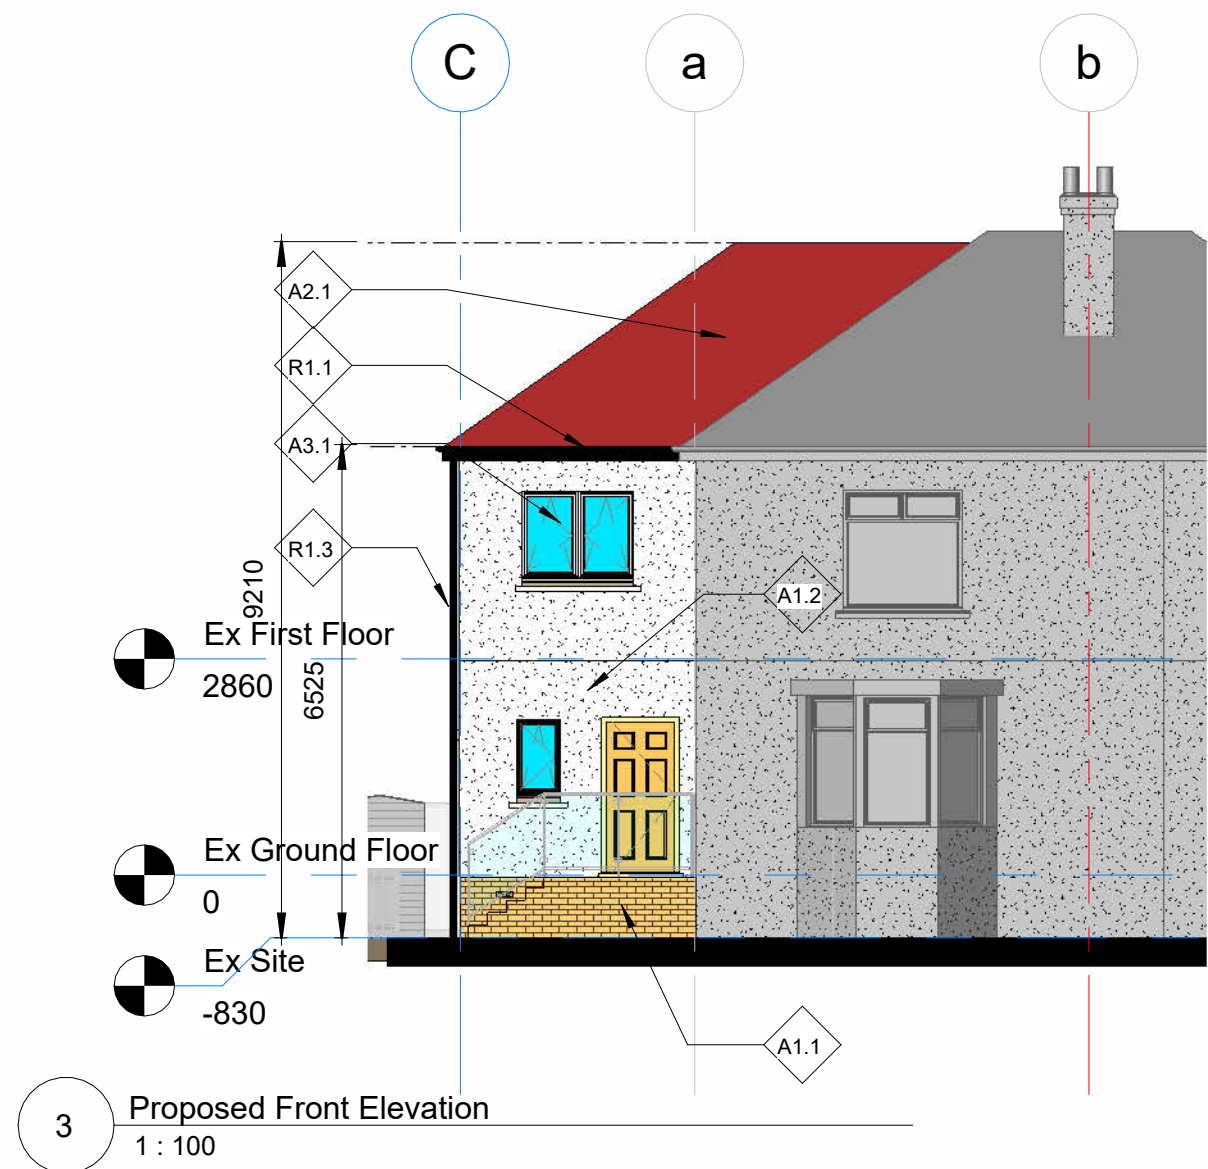 C
a
b
A2.1
R1.1
A3.1
R1.3
9210
6525
A1.2
Ex First Floor
2860
Ex Ground Floor
0
Ex Site
-830
A1.1
3
Proposed Front Elevation
1 : 100